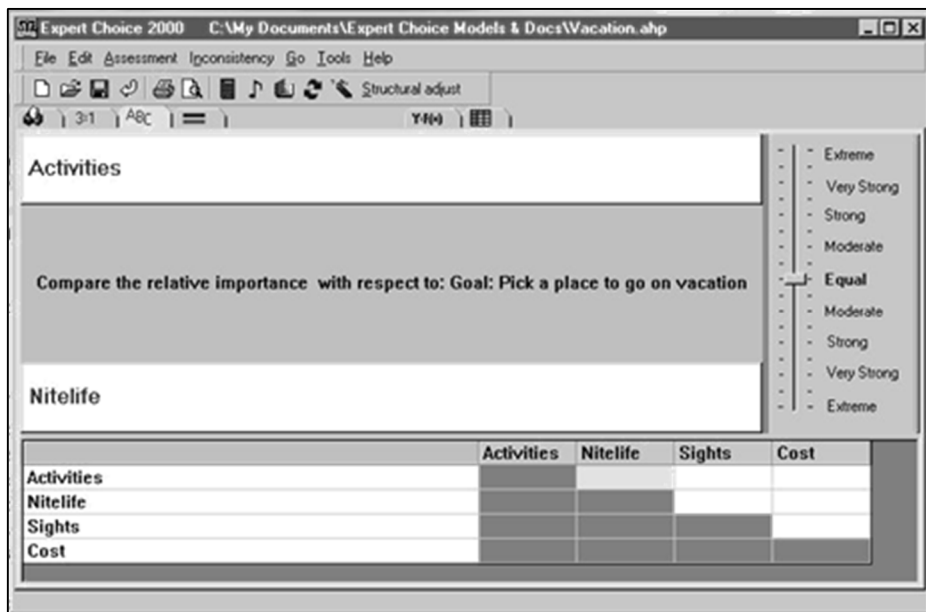 Expert Choice 2000 C:\My Documents\Expert Choice Models & Docs\Vacation.ahp
File Edit Assessment Inconsistency Go Tools Help
Structural adjust
3:1 ABC Y-f(x)
Activities
Compare the relative importance with respect to: Goal: Pick a place to go on vacation
Nitelife
Extreme
Very Strong
Strong
Moderate
Equal
Moderate
Strong
Very Strong
Extreme
Activities Nitelife Sights Cost
Activities
Nitelife
Sights
Cost